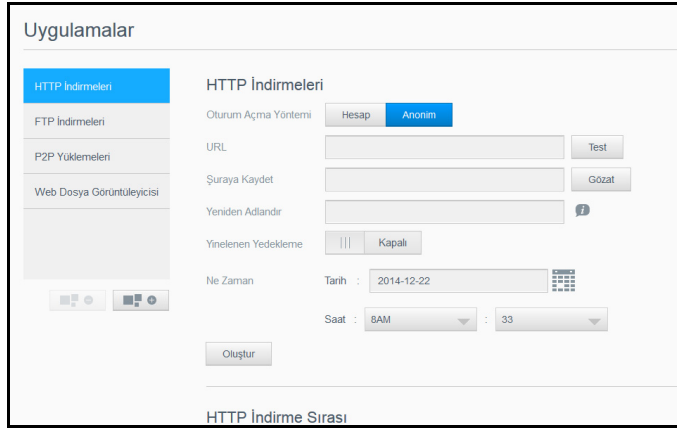 Uygulamalar
HTTP İndirmeleri
FTP İndirmeleri
P2P Yüklemeleri
Web Dosya Görüntüleyicisi
HTTP İndirmeleri
Oturum Açma Yöntemi Hesap Anonim
URL Test
Şuraya Kaydet Gözat
Yeniden Adlandır
Yinelenen Yedekleme Kapalı
Ne Zaman Tarih : 2014-12-22
Saat : 8AM : 33
Oluştur
HTTP İndirme Sırası